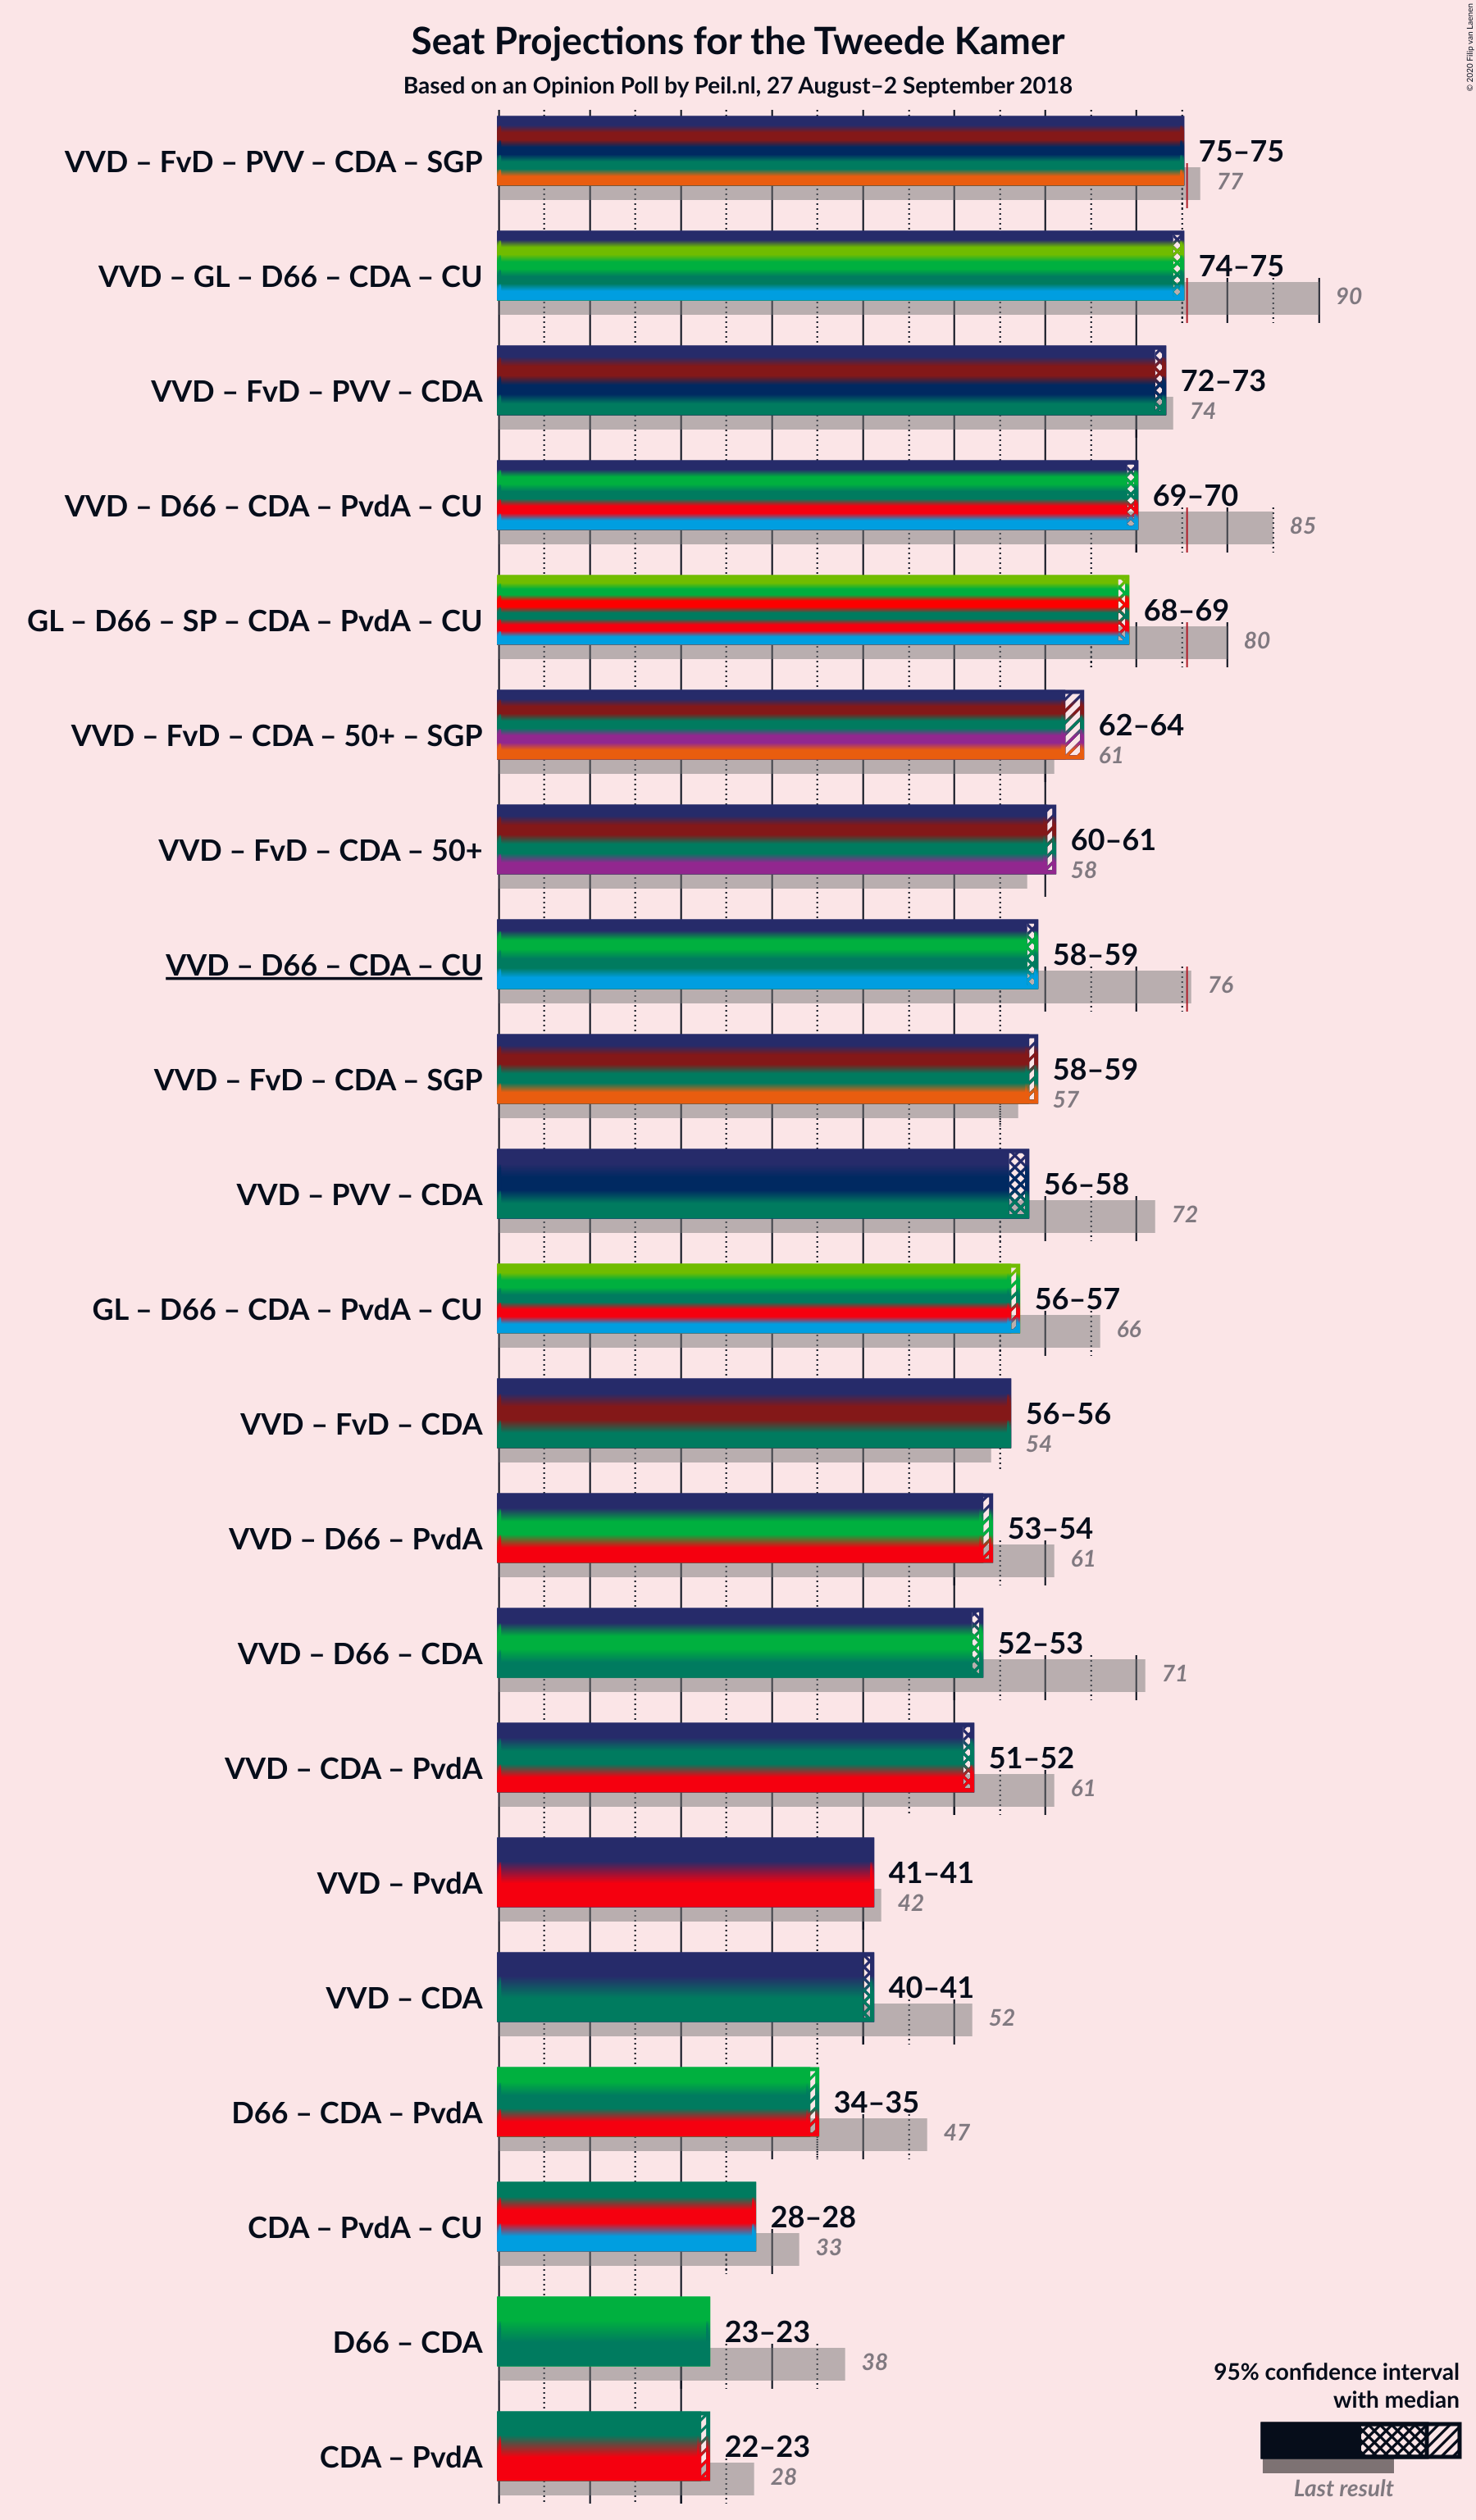 Seat Projections for the Tweede Kamer
Based on an Opinion Poll by Peil.nl, 27 August–2 September 2018
© 2020 Filip van Laenen
VVD – FvD – PVV – CDA – SGP
75–75
77
VVD – GL – D66 – CDA – CU
74–75
90
VVD – FvD – PVV – CDA
72–73
74
VVD – D66 – CDA – PvdA – CU
69–70
85
GL – D66 – SP – CDA – PvdA – CU
68–69
80
VVD – FvD – CDA – 50+ – SGP
62–64
61
VVD – FvD – CDA – 50+
60–61
58
VVD – D66 – CDA – CU
58–59
76
VVD – FvD – CDA – SGP
58–59
57
VVD – PVV – CDA
56–58
72
GL – D66 – CDA – PvdA – CU
56–57
66
VVD – FvD – CDA
56–56
54
VVD – D66 – PvdA
53–54
61
VVD – D66 – CDA
52–53
71
VVD – CDA – PvdA
51–52
61
VVD – PvdA
41–41
42
VVD – CDA
40–41
52
D66 – CDA – PvdA
34–35
47
CDA – PvdA – CU
28–28
33
D66 – CDA
23–23
38
CDA – PvdA
22–23
28
95% confidence interval
with median
Last result